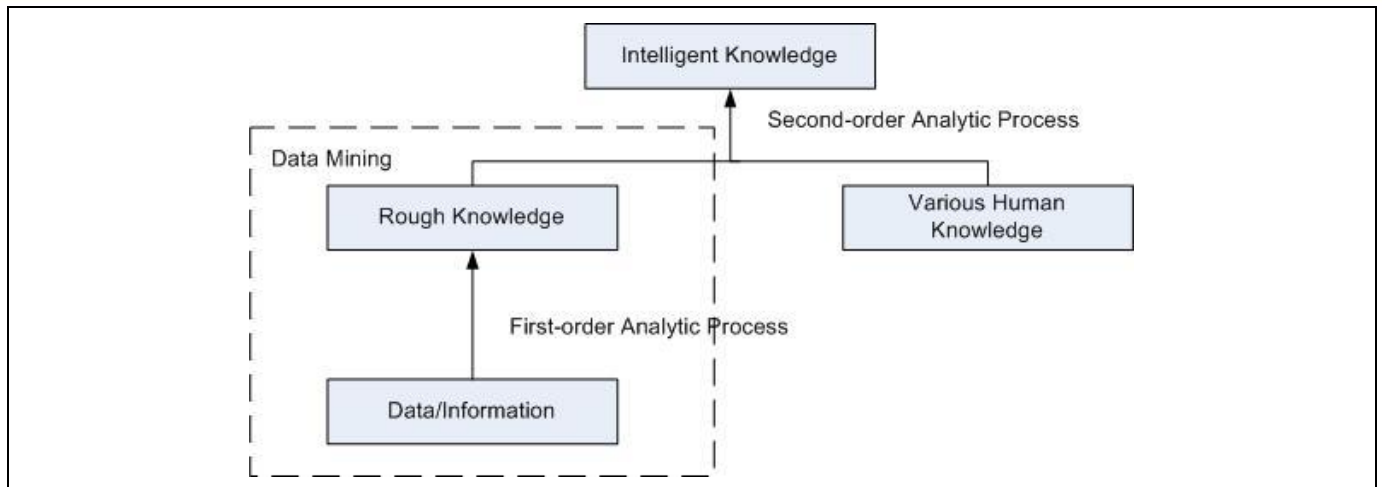 Intelligent Knowledge
Second-order Analytic Process
Data Mining
Rough Knowledge
Various Human
Knowledge
First-order Analytic Process
Data/Information